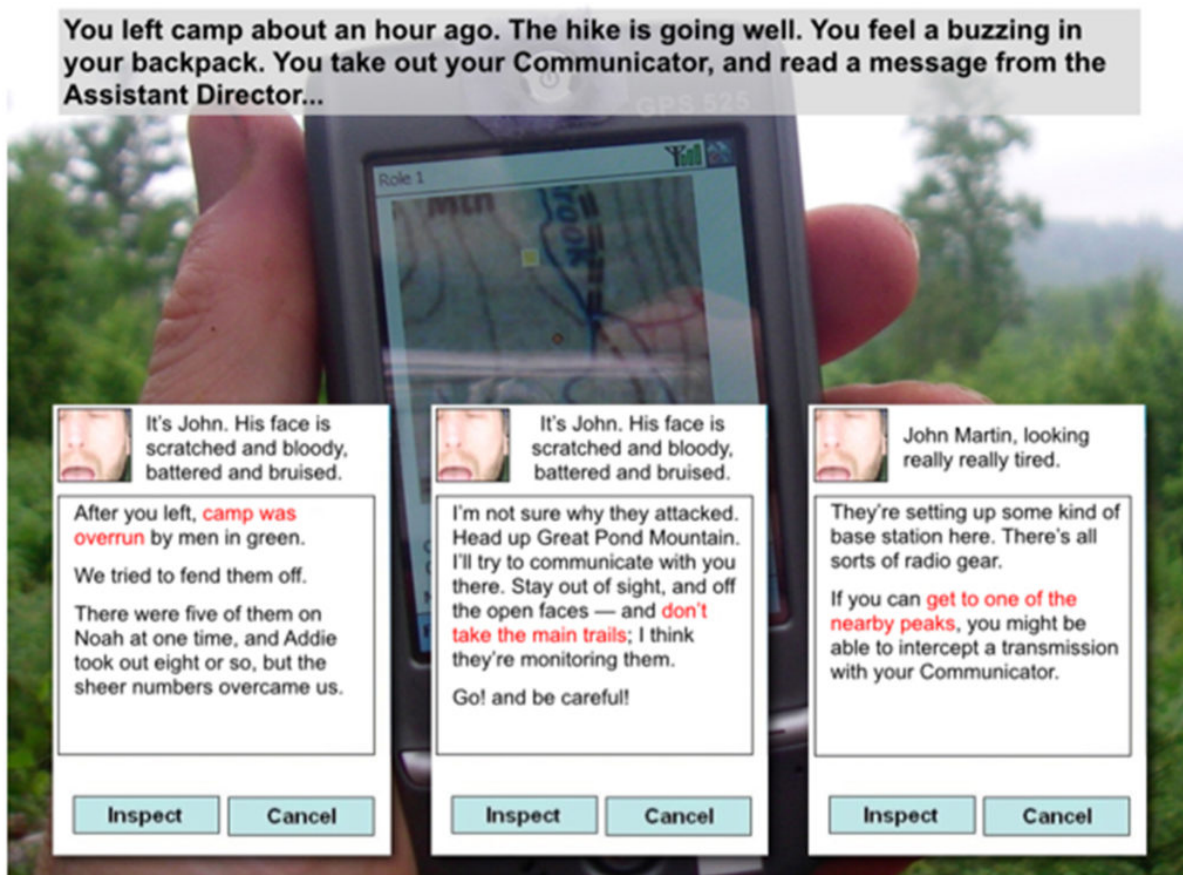 You left camp about an hour ago. The hike is going well. You feel a buzzing in
your backpack. You take out your Communicator, and read a message from the
Assistant Director...
GPS 525
Role 1
Mtn
It's John. His face is
scratched and bloody,
battered and bruised.
After you left, camp was
overrun by men in green.
We tried to fend them off.
There were five of them on
Noah at one time, and Addie
took out eight or so, but the
sheer numbers overcame us.
Inspect
Cancel
It's John. His face is
scratched and bloody,
battered and bruised.
I'm not sure why they attacked.
Head up Great Pond Mountain.
I'll try to communicate with you
there. Stay out of sight, and off
the open faces — and don't
take the main trails; I think
they're monitoring them.
Go! and be careful!
Inspect
Cancel
John Martin, looking
really really tired.
They're setting up some kind of
base station here. There's all
sorts of radio gear.
If you can get to one of the
nearby peaks, you might be
able to intercept a transmission
with your Communicator.
Inspect
Cancel